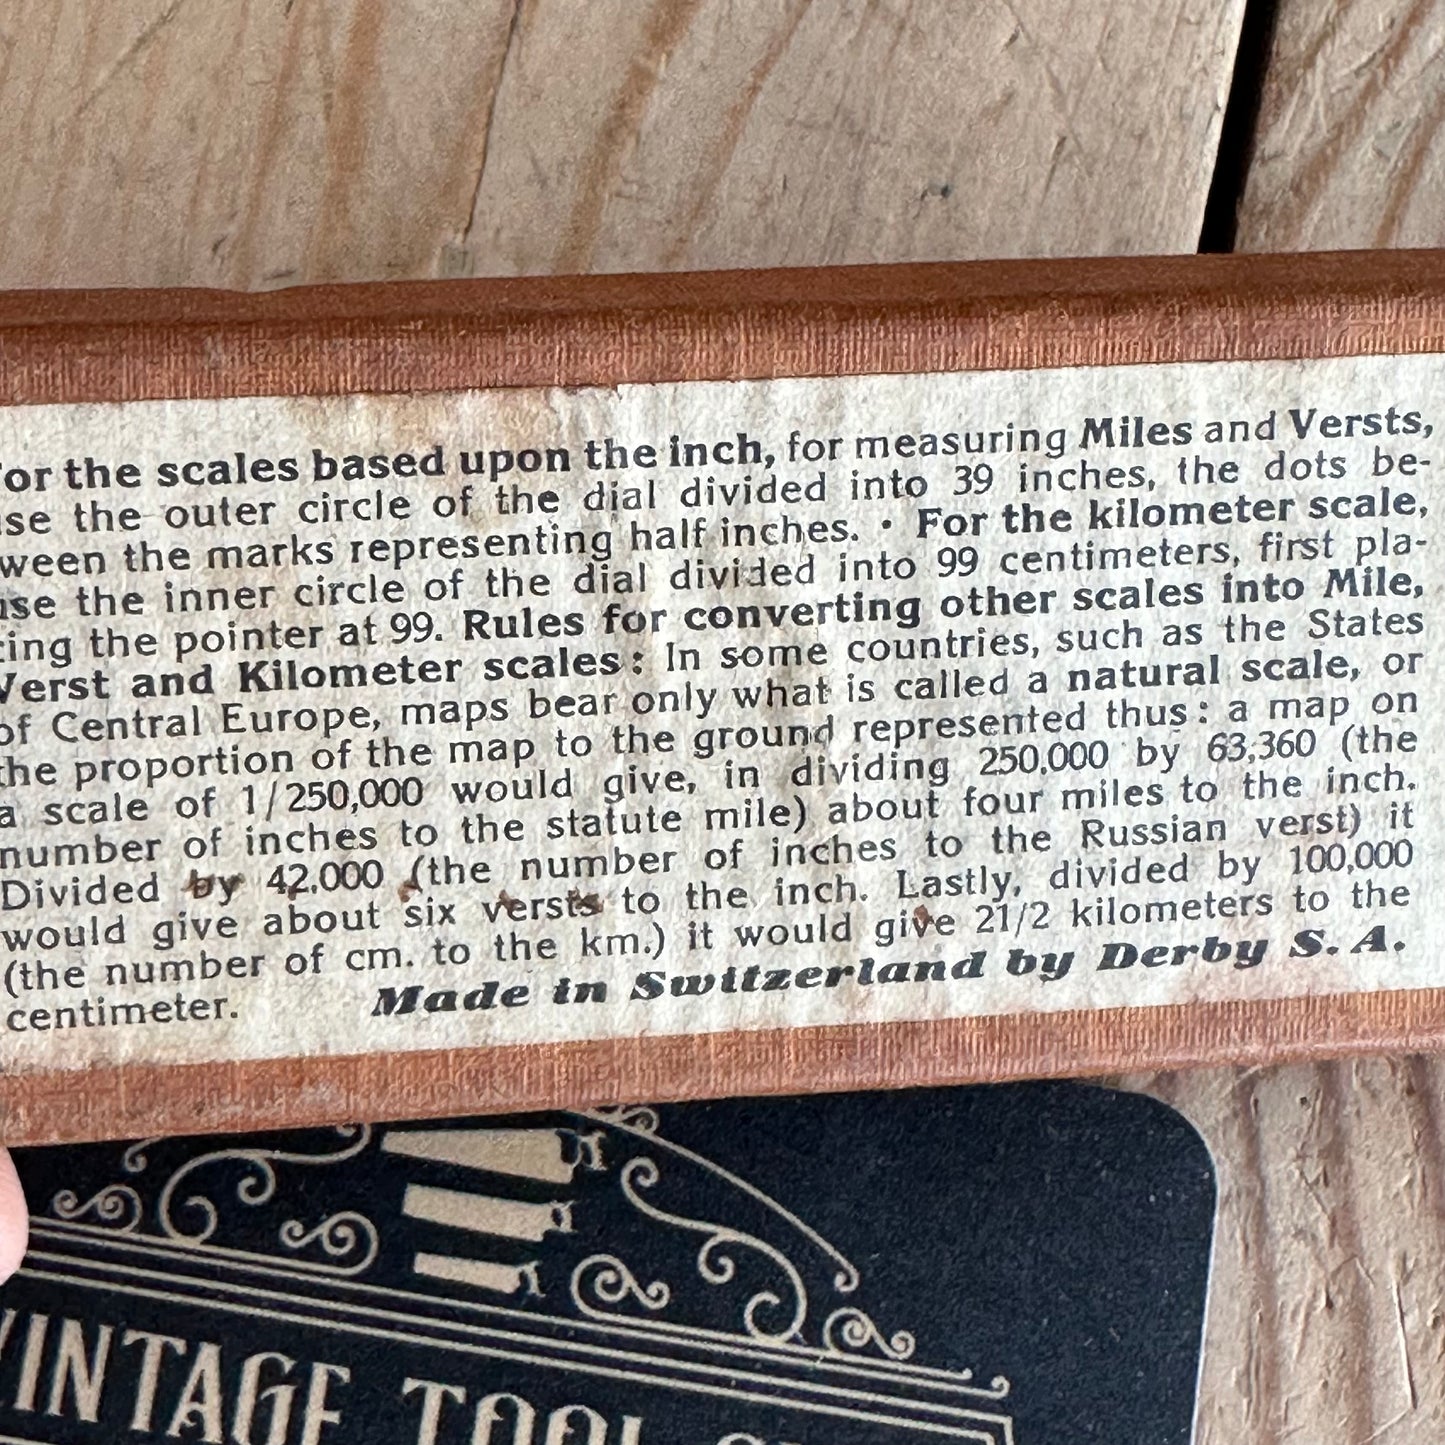 for the scales based upon the inch, for measuring Miles and Versts,
use the outer circle of the dial divided into 39 inches, the dots be-
tween the marks representing half inches. • For the kilometer scale,
use the inner circle of the dial divided into 99 centimeters, first pla-
cing the pointer at 99. Rules for converting other scales into Mile,
Verst and Kilometer scales: In some countries, such as the States
of Central Europe, maps bear only what is called a natural scale, or
the proportion of the map to the ground represented thus: a map on
a scale of 1/250,000 would give, in dividing 250.000 by 63,360 (the
number of inches to the statute mile) about four miles to the inch.
Divided by 42.000 (the number of inches to the Russian verst) it
would give about six versts to the inch. Lastly, divided by 100,000
(the number of cm. to the km.) it would give 21/2 kilometers to the
centimeter. Made in Switzerland by Derby S. A.
VINTAGE TOOL